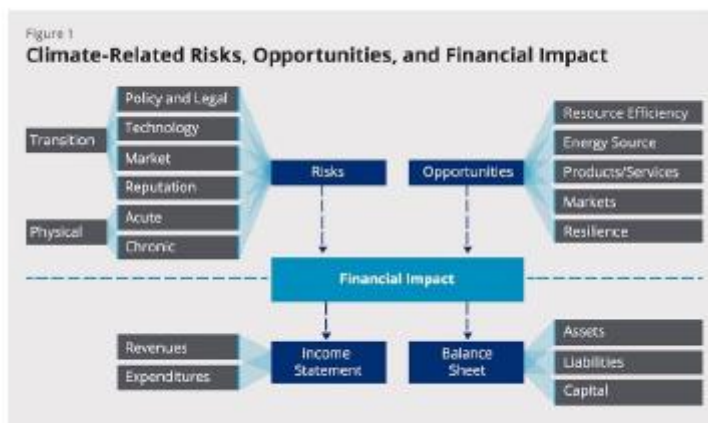 Figure 1
Climate-Related Risks, Opportunities, and Financial Impact
Transition
Policy and Legal
Technology
Market
Reputation
Physical
Acute
Chronic
Risks
Opportunities
Resource Efficiency
Energy Source
Products/Services
Markets
Resilience
Financial Impact
Revenues
Expenditures
Income
Statement
Balance
Sheet
Assets
Liabilities
Capital